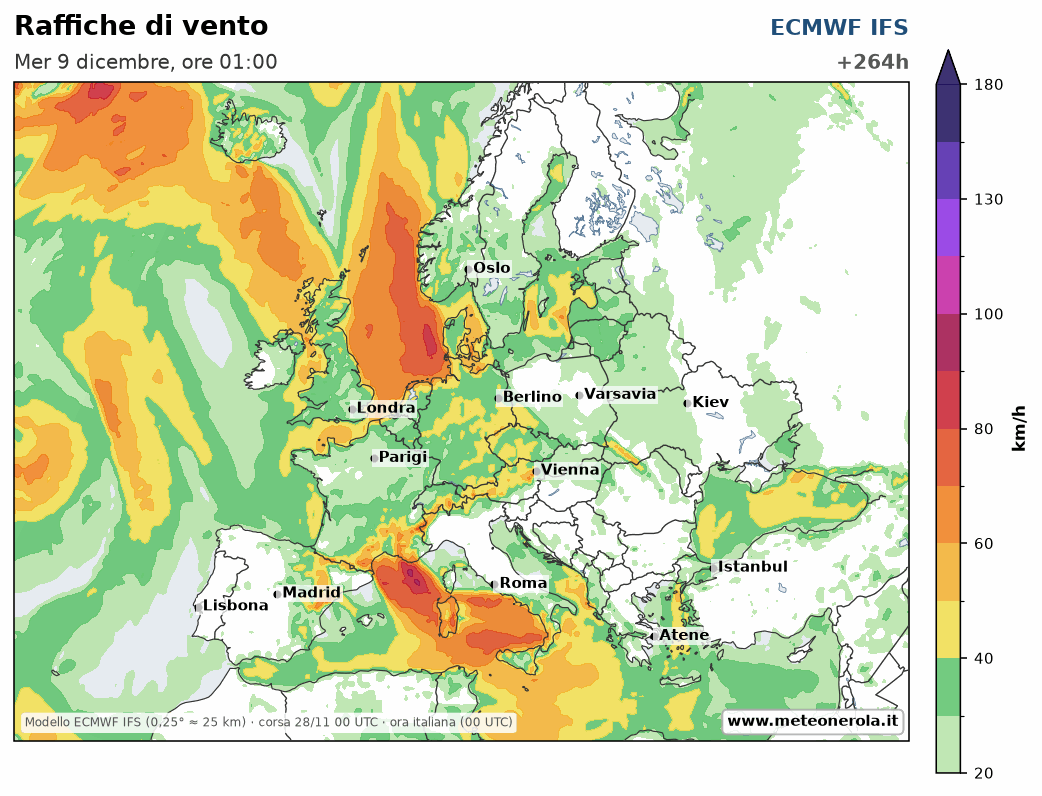 Raffiche di vento
ECMWF IFS
Mer 9 dicembre, ore 01:00
+264h
180
130
100
80
60
40
20
km/h
Oslo
Londra
Berlino
Varsavia
Kiev
Parigi
Vienna
Istanbul
Roma
Madrid
Lisbona
Atene
Modello ECMWF IFS (0,25° ≈ 25 km) · corsa 28/11 00 UTC · ora italiana (00 UTC)
www.meteonerola.it